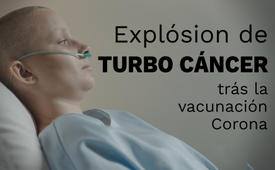 Explósion de
TURBO CÁNCER
trás la
vacunación
Corona